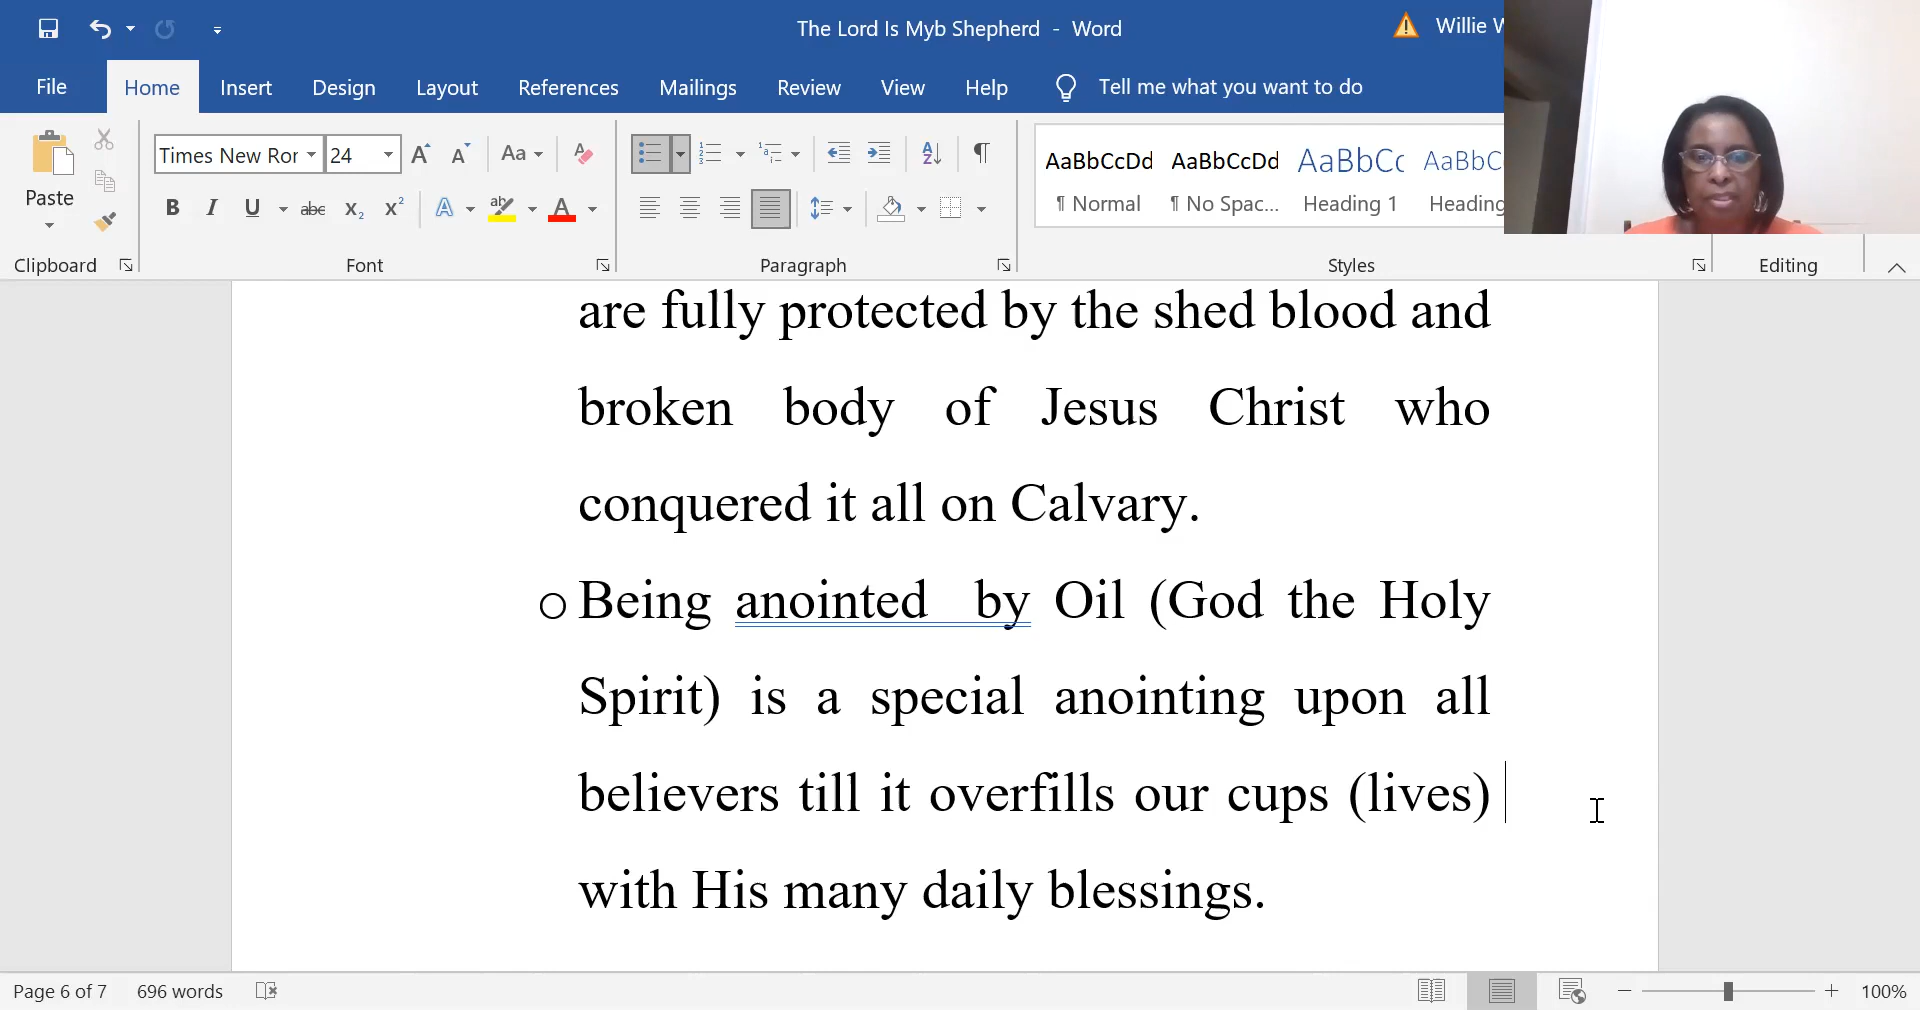 The Lord Is Myb Shepherd - Word
Willie W
File Home Insert Design Layout References Mailings Review View Help Tell me what you want to do
Paste
Clipboard
Times New Ror 24
Aa
B I U abc X₂ X²
Font
Paragraph
AaBbCcDd AaBbCcDd AaBbCc AaBbC
¶ Normal ¶ No Spac... Heading 1 Heading
Styles
Editing
are fully protected by the shed blood and
broken body of Jesus Christ who
conquered it all on Calvary.
o Being anointed by Oil (God the Holy
Spirit) is a special anointing upon all
believers till it overfills our cups (lives)
with His many daily blessings.
Page 6 of 7 696 words 100%